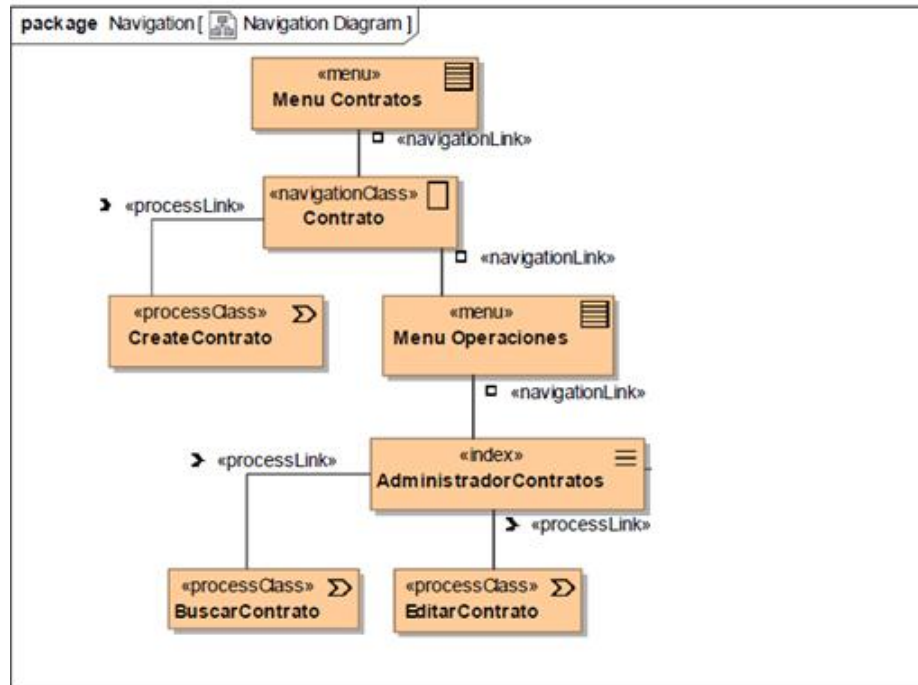 package Navigation [ Navigation Diagram ]
«menu»
Menu Contratos
«navigationLink»
«navigationClass»
Contrato
«processLink»
«navigationLink»
«processClass»
CreateContrato
«menu»
Menu Operaciones
«navigationLink»
«index»
AdministradorContratos
«processLink»
«processLink»
«processClass»
BuscarContrato
«processClass»
EditarContrato